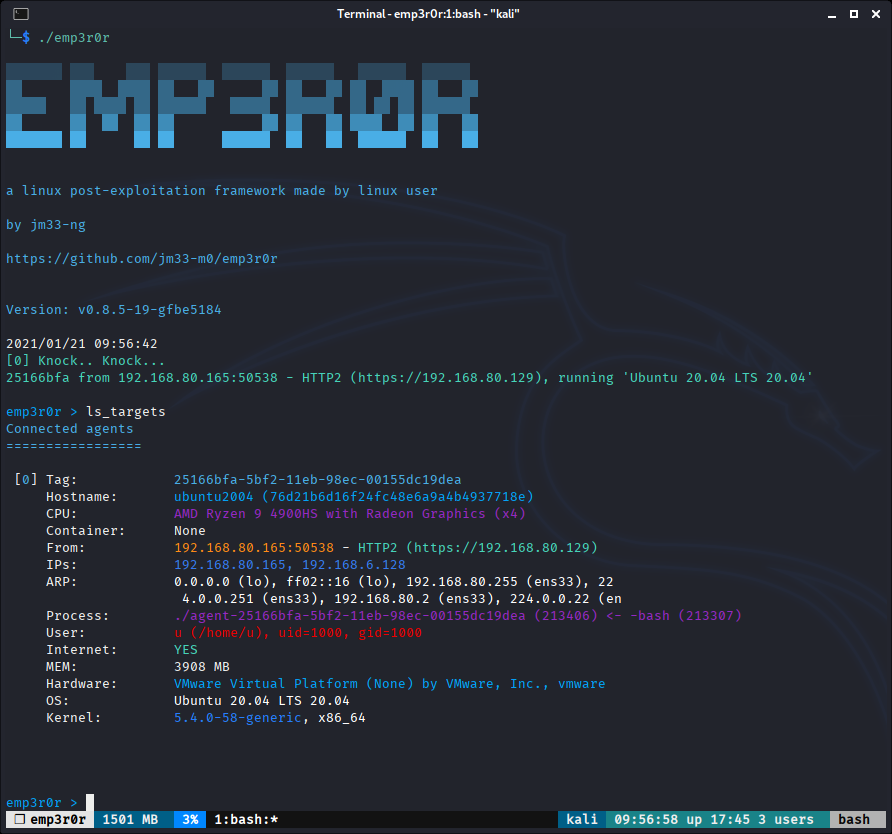 Terminal - emp3r0r:1:bash - "kali"
└─$ ./emp3r0r
EMP3R0R
a linux post-exploitation framework made by linux user
by jm33-ng
https://github.com/jm33-m0/emp3r0r
Version: v0.8.5-19-gfbe5184
2021/01/21 09:56:42
[0] Knock.. Knock...
25166bfa from 192.168.80.165:50538 - HTTP2 (https://192.168.80.129), running 'Ubuntu 20.04 LTS 20.04'
emp3r0r > ls_targets
Connected agents
=================
[0] Tag: 25166bfa-5bf2-11eb-98ec-00155dc19dea
Hostname: ubuntu2004 (76d21b6d16f24fc48e6a9a4b4937718e)
CPU: AMD Ryzen 9 4900HS with Radeon Graphics (x4)
Container: None
From: 192.168.80.165:50538 - HTTP2 (https://192.168.80.129)
IPs: 192.168.80.165, 192.168.6.128
ARP: 0.0.0.0 (lo), ff02::16 (lo), 192.168.80.255 (ens33), 22
4.0.0.251 (ens33), 192.168.80.2 (ens33), 224.0.0.22 (en
Process: ./agent-25166bfa-5bf2-11eb-98ec-00155dc19dea (213406) <- -bash (213307)
User: u (/home/u), uid=1000, gid=1000
Internet: YES
MEM: 3908 MB
Hardware: VMware Virtual Platform (None) by VMware, Inc., vmware
OS: Ubuntu 20.04 LTS 20.04
Kernel: 5.4.0-58-generic, x86_64
emp3r0r >
❐ emp3r0r 1501 MB 3% 1:bash:* kali 09:56:58 up 17:45 3 users bash